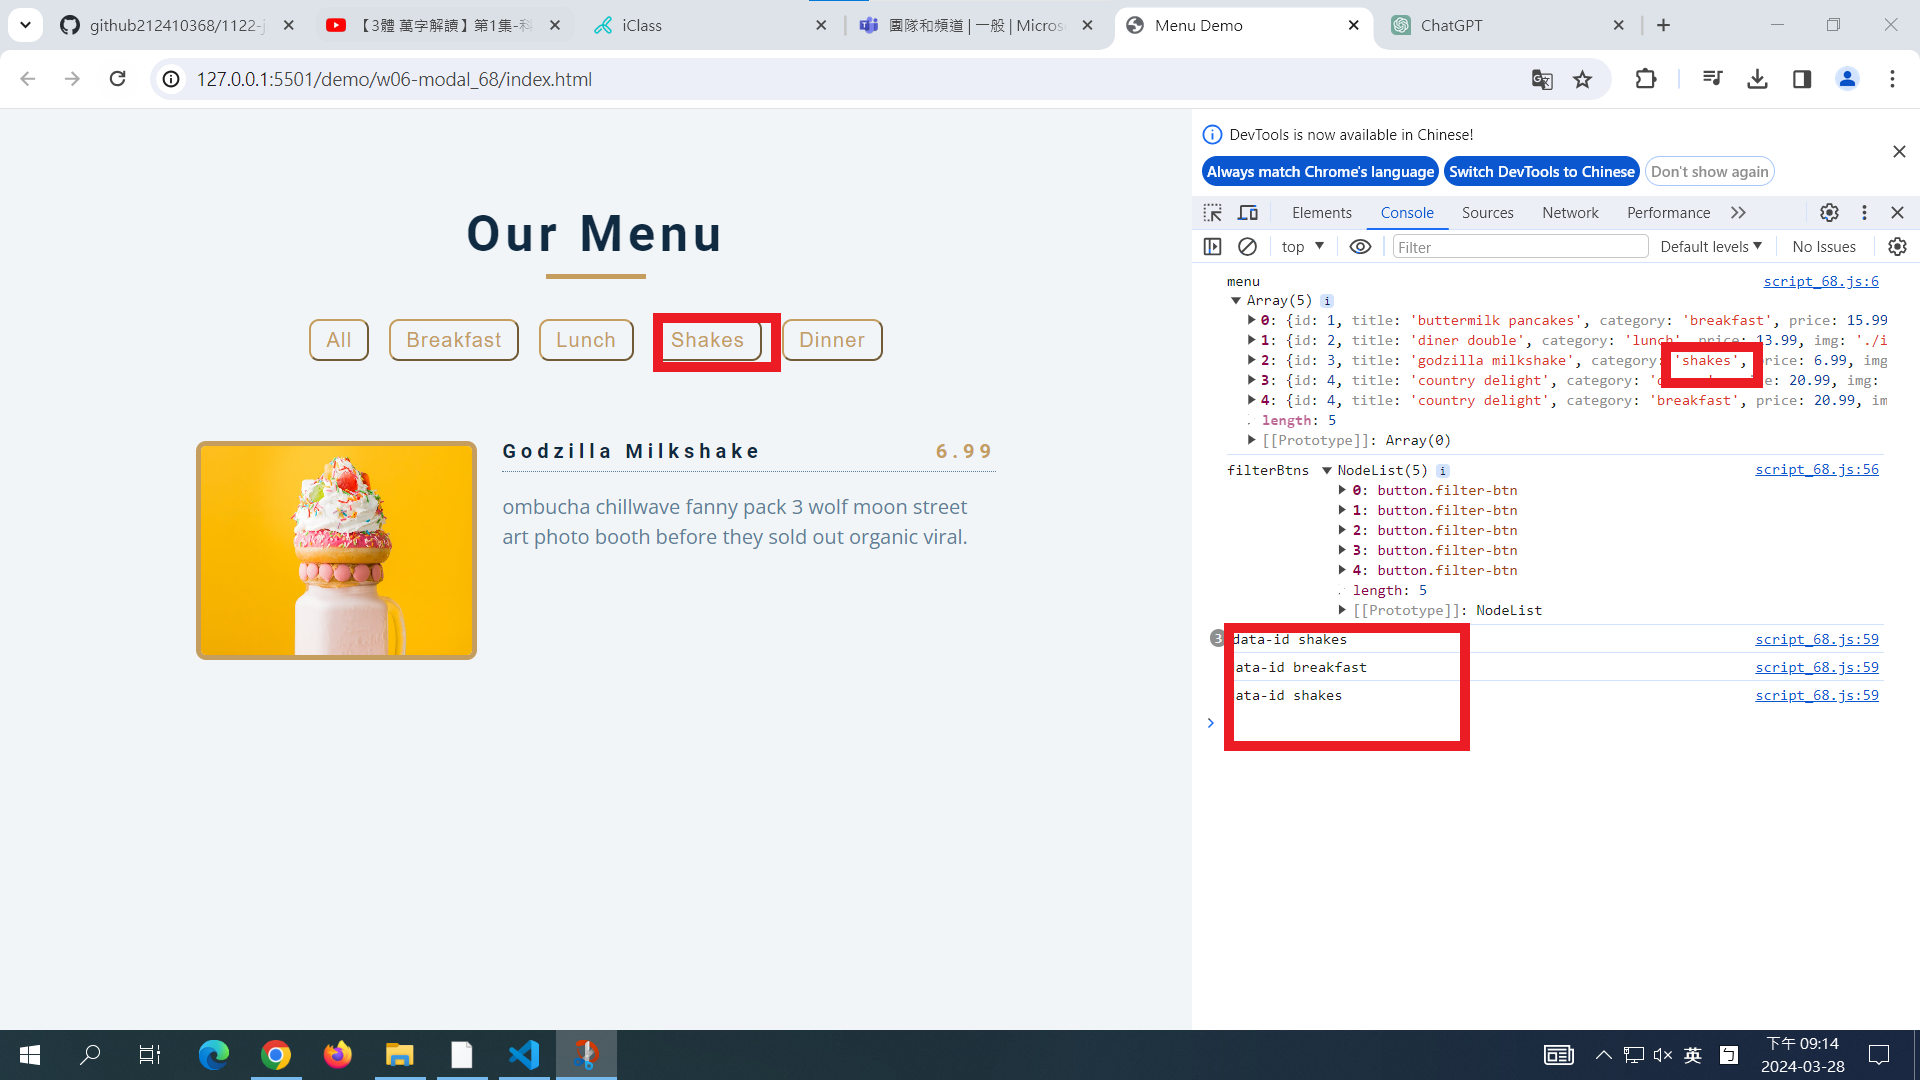 github212410368/1122-j
【3體 萬字解讀】第1集-科
iClass
團隊和頻道 | 一般 | Micros
Menu Demo
ChatGPT
127.0.0.1:5501/demo/w06-modal_68/index.html
Our Menu
All
Breakfast
Lunch
Shakes
Dinner
Godzilla Milkshake
6.99
ombucha chillwave fanny pack 3 wolf moon street
art photo booth before they sold out organic viral.
DevTools is now available in Chinese!
Always match Chrome's language
Switch DevTools to Chinese
Don't show again
Elements
Console
Sources
Network
Performance
top
Filter
Default levels
No Issues
menu
script_68.js:6
Array(5)
0: {id: 1, title: 'buttermilk pancakes', category: 'breakfast', price: 15.99
1: {id: 2, title: 'diner double', category: 'lunch', price: 13.99, img: './i
2: {id: 3, title: 'godzilla milkshake', category: 'shakes', price: 6.99, img
3: {id: 4, title: 'country delight', category: 20.99, img:
4: {id: 4, title: 'country delight', category: 'breakfast', price: 20.99, im
length: 5
[[Prototype]]: Array(0)
filterBtns
NodeList(5)
script_68.js:56
0: button.filter-btn
1: button.filter-btn
2: button.filter-btn
3: button.filter-btn
4: button.filter-btn
length: 5
[[Prototype]]: NodeList
3
data-id shakes
script_68.js:59
ata-id breakfast
script_68.js:59
ata-id shakes
script_68.js:59
英
ㄅ
下午 09:14
2024-03-28